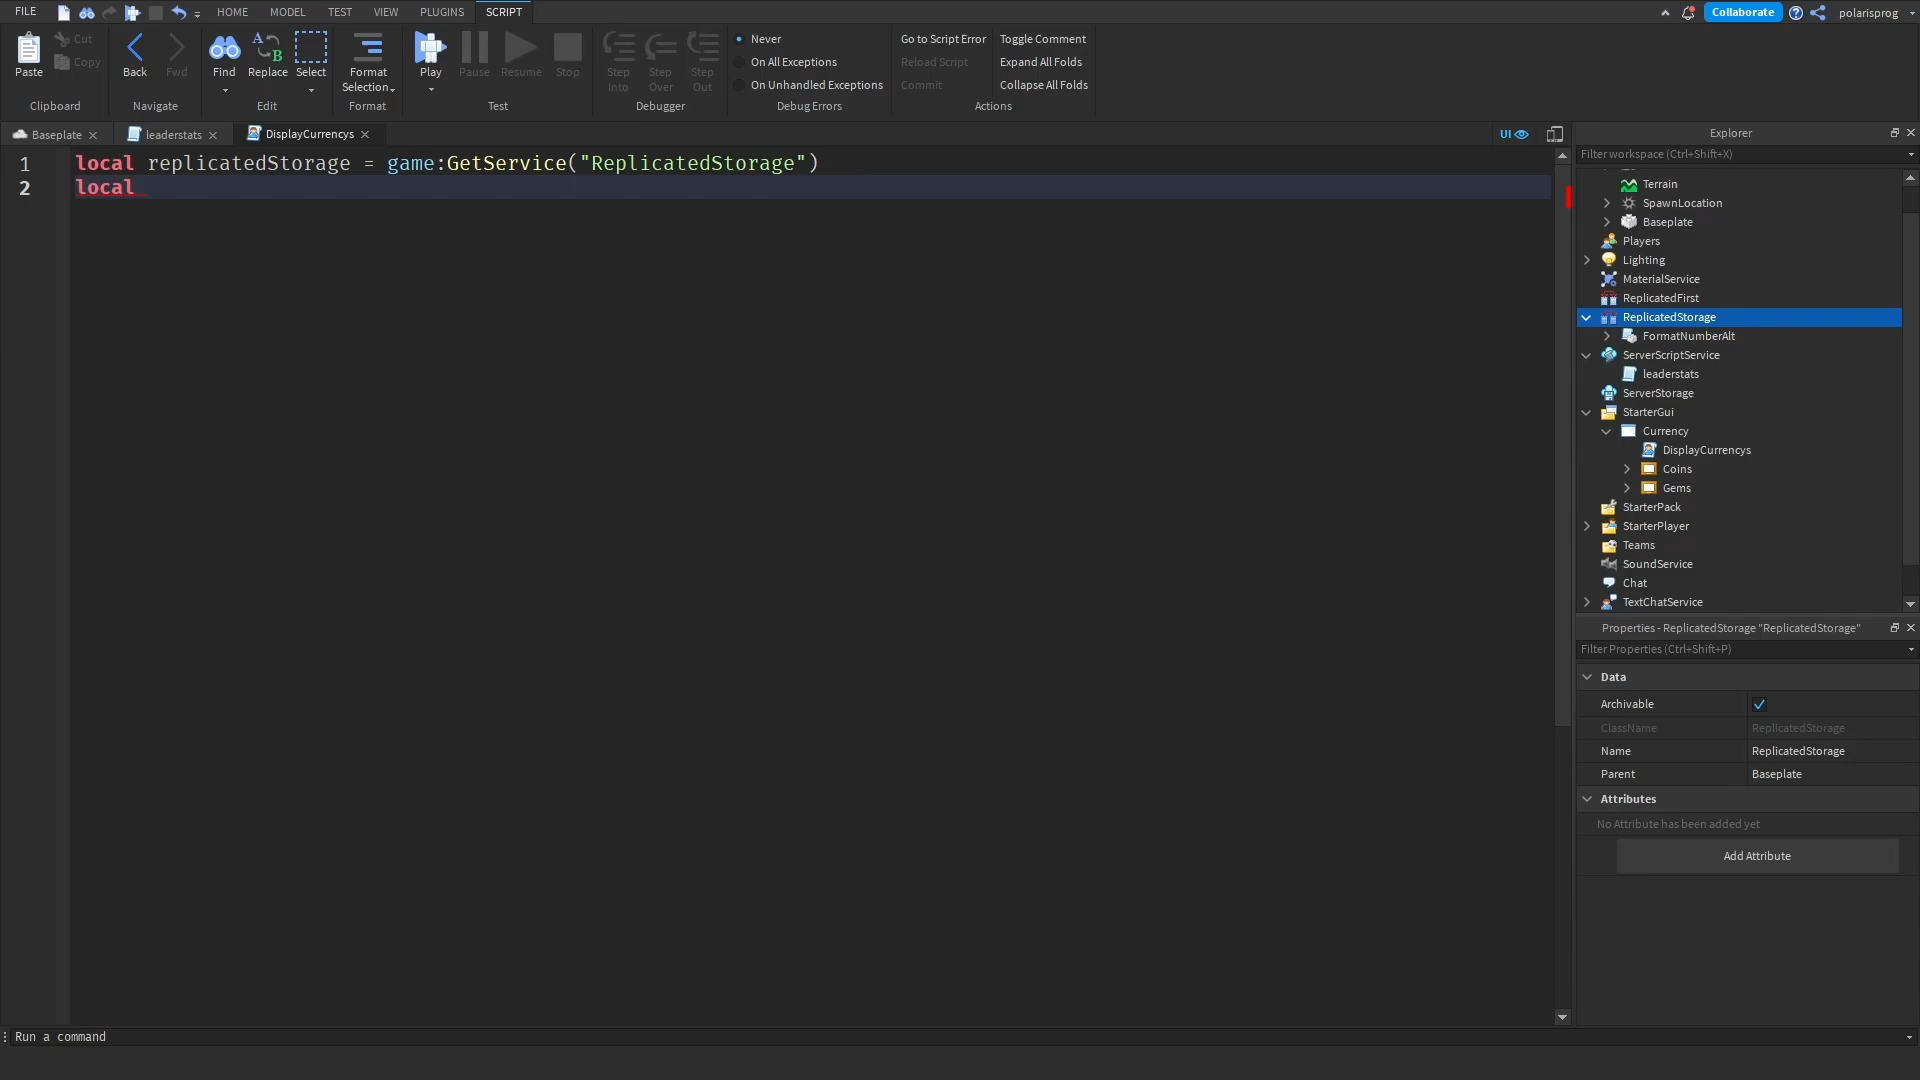 FILE
HOME
MODEL
TEST
VIEW
PLUGINS
SCRIPT
Collaborate
polarisprog
Paste
Cut
Copy
Clipboard
Back
Fwd
Navigate
Find
Replace
Select
Edit
Format
Selection
Format
Play
Pause
Resume
Stop
Test
Step
Into
Step
Over
Step
Out
Debugger
Never
On All Exceptions
On Unhandled Exceptions
Debug Errors
Go to Script Error
Reload Script
Commit
Toggle Comment
Expand All Folds
Collapse All Folds
Actions
Baseplate
leaderstats
DisplayCurrencys
UI
1 local replicatedStorage = game:GetService("ReplicatedStorage")
2 local
Explorer
Filter workspace (Ctrl+Shift+X)
Terrain
SpawnLocation
Baseplate
Players
Lighting
MaterialService
ReplicatedFirst
ReplicatedStorage
FormatNumberAlt
ServerScriptService
leaderstats
ServerStorage
StarterGui
Currency
DisplayCurrencys
Coins
Gems
StarterPack
StarterPlayer
Teams
SoundService
Chat
TextChatService
Properties - ReplicatedStorage "ReplicatedStorage"
Filter Properties (Ctrl+Shift+P)
Data
Archivable
ClassName ReplicatedStorage
Name ReplicatedStorage
Parent Baseplate
Attributes
No Attribute has been added yet
Add Attribute
Run a command